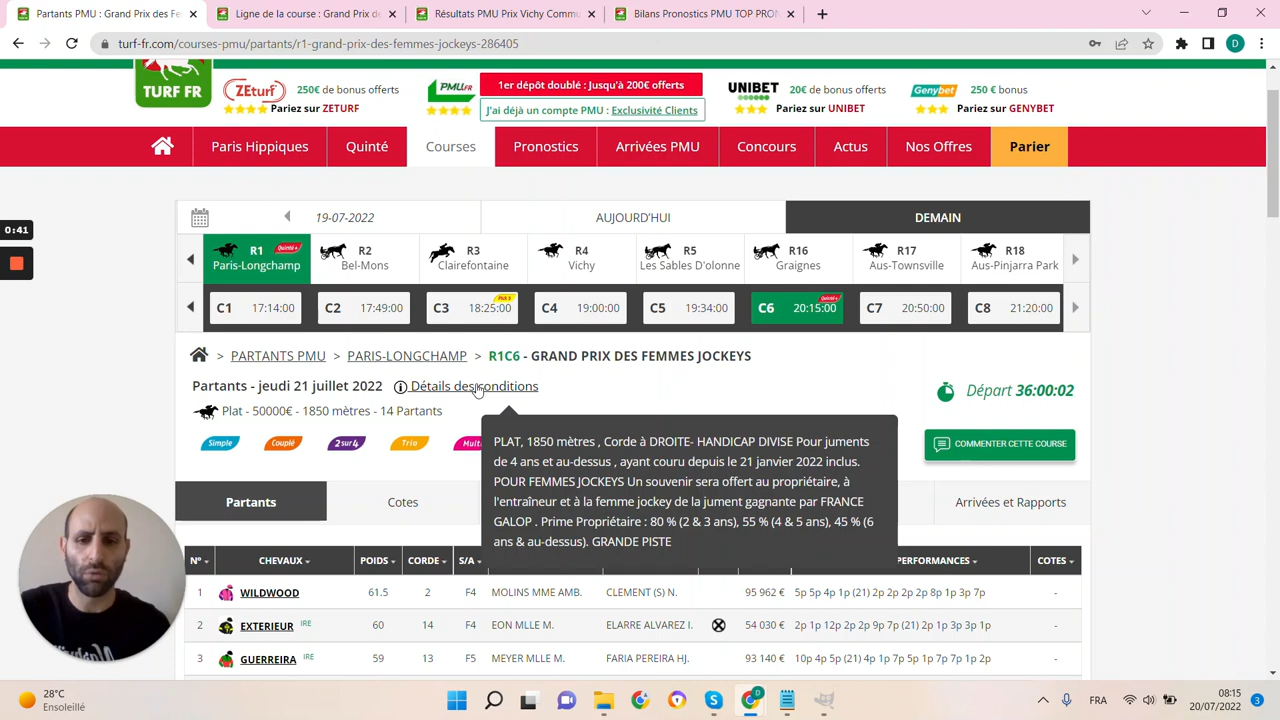 Partants PMU : Grand Prix des Fe
Ligne de la course : Grand Prix de
Résultats PMU Prix Vichy Commu
Bilans Pronostics PMU TOP PRON
turf-fr.com/courses-pmu/partants/r1-grand-prix-des-femmes-jockeys-286405
D
TURF FR
ZEturf
250€ de bonus offerts
Pariez sur ZETURF
PMU.FR
1er dépôt doublé : Jusqu'à 200€ offerts
J'ai déjà un compte PMU : Exclusivité Clients
UNIBET
20€ de bonus offerts
Pariez sur UNIBET
Genybet
250 € bonus
Pariez sur GENYBET
Paris Hippiques
Quinté
Courses
Pronostics
Arrivées PMU
Concours
Actus
Nos Offres
Parier
0:41
19-07-2022
AUJOURD'HUI
DEMAIN
R1
Quinté+
Paris-Longchamp
R2
Bel-Mons
R3
Clairefontaine
R4
Vichy
R5
Les Sables D'olonne
R16
Graignes
R17
Aus-Townsville
R18
Aus-Pinjarra Park
C1 17:14:00
C2 17:49:00
C3 18:25:00
Pick 5
C4 19:00:00
C5 19:34:00
C6 20:15:00
Quinté+
C7 20:50:00
C8 21:20:00
PARTANTS PMU > PARIS-LONGCHAMP > R1C6 - GRAND PRIX DES FEMMES JOCKEYS
Partants - jeudi 21 juillet 2022
Détails des conditions
Plat - 50000€ - 1850 mètres - 14 Partants
Départ 36:00:02
Simple
Couplé
2sur4
Trio
Mult
COMMENTER CETTE COURSE
PLAT, 1850 mètres , Corde à DROITE- HANDICAP DIVISE Pour juments
de 4 ans et au-dessus , ayant couru depuis le 21 janvier 2022 inclus.
POUR FEMMES JOCKEYS Un souvenir sera offert au propriétaire, à
l'entraîneur et à la femme jockey de la jument gagnante par FRANCE
GALOP . Prime Propriétaire : 80 % (2 & 3 ans), 55 % (4 & 5 ans), 45 % (6
ans & au-dessus). GRANDE PISTE
Partants
Cotes
Arrivées et Rapports
N° CHEVAUX POIDS CORDE S/A PERFORMANCES COTES
1 WILDWOOD 61.5 2 F4 MOLINS MME AMB. CLEMENT (S) N. 95 962 € 5p 5p 4p 1p (21) 2p 2p 2p 2p 8p 1p 3p 7p -
2 EXTERIEUR IRE 60 14 F4 EON MLLE M. ELARRE ALVAREZ I. 54 030 € 2p 1p 12p 2p 2p 9p 7p (21) 2p 1p 3p 3p 1p -
3 GUERREIRA IRE 59 13 F5 MEYER MLLE M. FARIA PEREIRA HJ. 93 140 € 10p 4p 5p (21) 4p 1p 7p 5p 1p 7p 7p 1p 2p -
28°C
Ensoleillé
D
FRA
08:15
20/07/2022
3